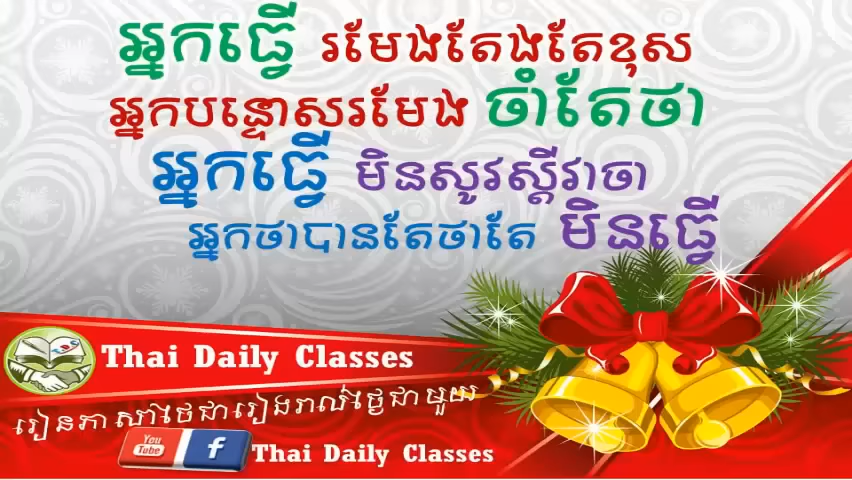 អ្នកធ្វើ រមែងតែងតែខុស
អ្នកបន្ទោសរមែង ចាំតែថា
អ្នកធ្វើ មិនសូវស្ដីវាចា
អ្នកថាបានតែថាតែ មិនធ្វើ
Thai Daily Classes
រៀនភាសាថៃជារៀងរាល់ថ្ងៃជាមួយ
You Tube f Thai Daily Classes